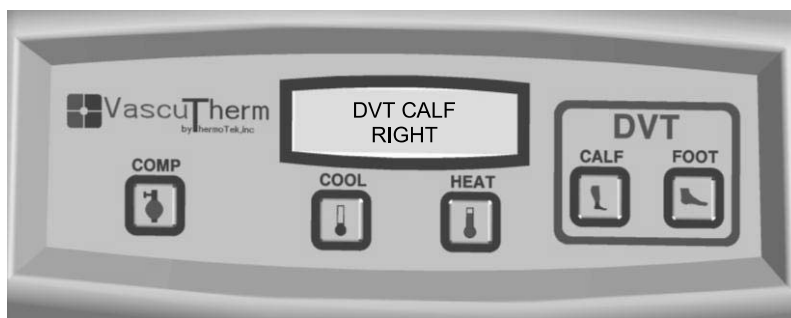 VascuTherm
by ThermoTek, inc
DVT CALF
RIGHT
DVT
COMP
COOL
HEAT
CALF
FOOT